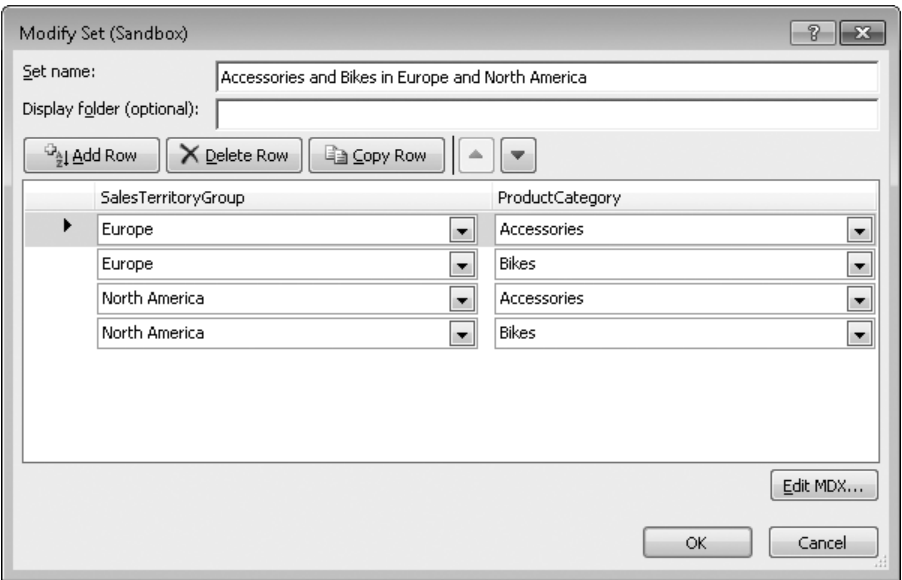 Modify Set (Sandbox)
Set name: Accessories and Bikes in Europe and North America
Display folder (optional):
Add Row Delete Row Copy Row
SalesTerritoryGroup ProductCategory
Europe Accessories
Europe Bikes
North America Accessories
North America Bikes
Edit MDX...
OK Cancel